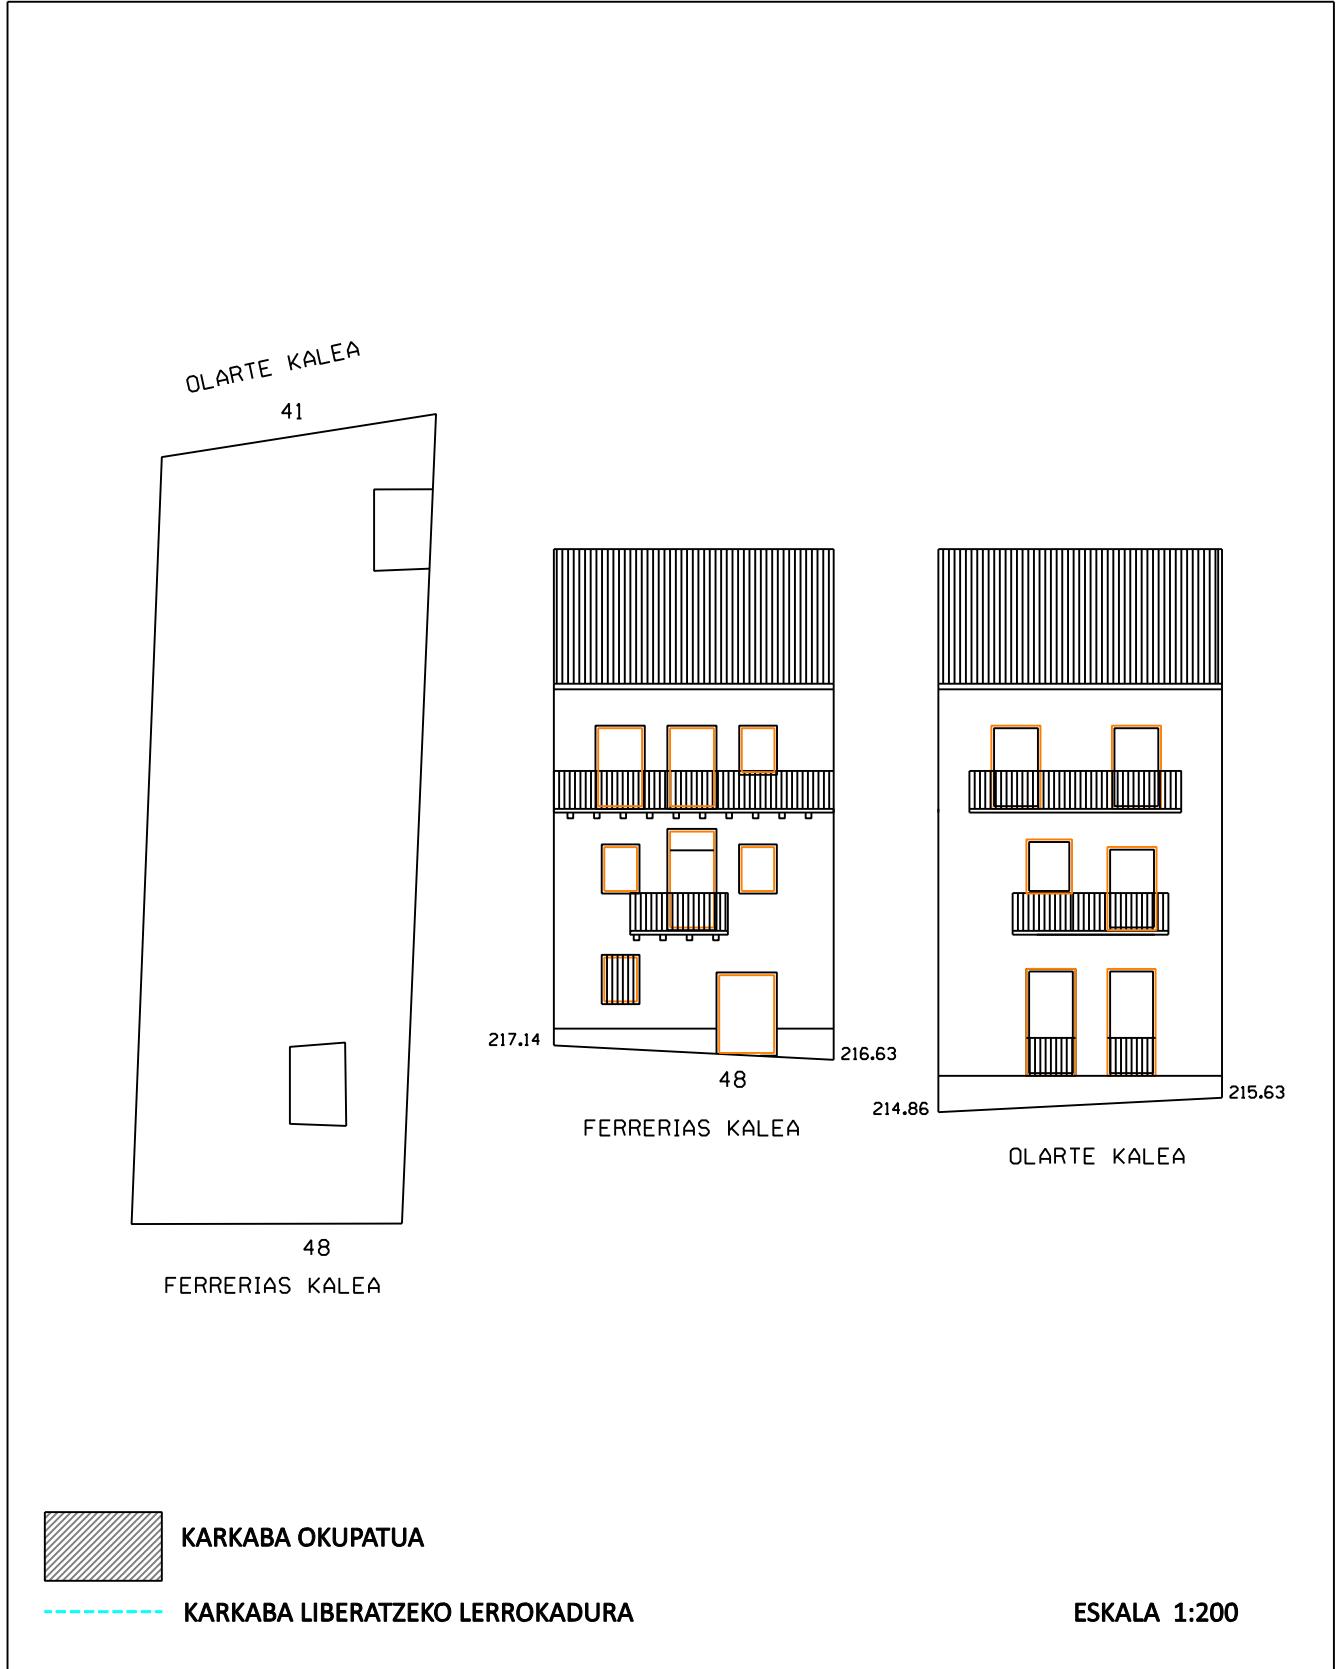 OLARTE KALEA
41
48
FERRERIAS KALEA
217.14
216.63
48
FERRERIAS KALEA
214.86
215.63
OLARTE KALEA
KARKABA OKUPATUA
KARKABA LIBERATZEKO LERROKADURA
ESKALA 1:200